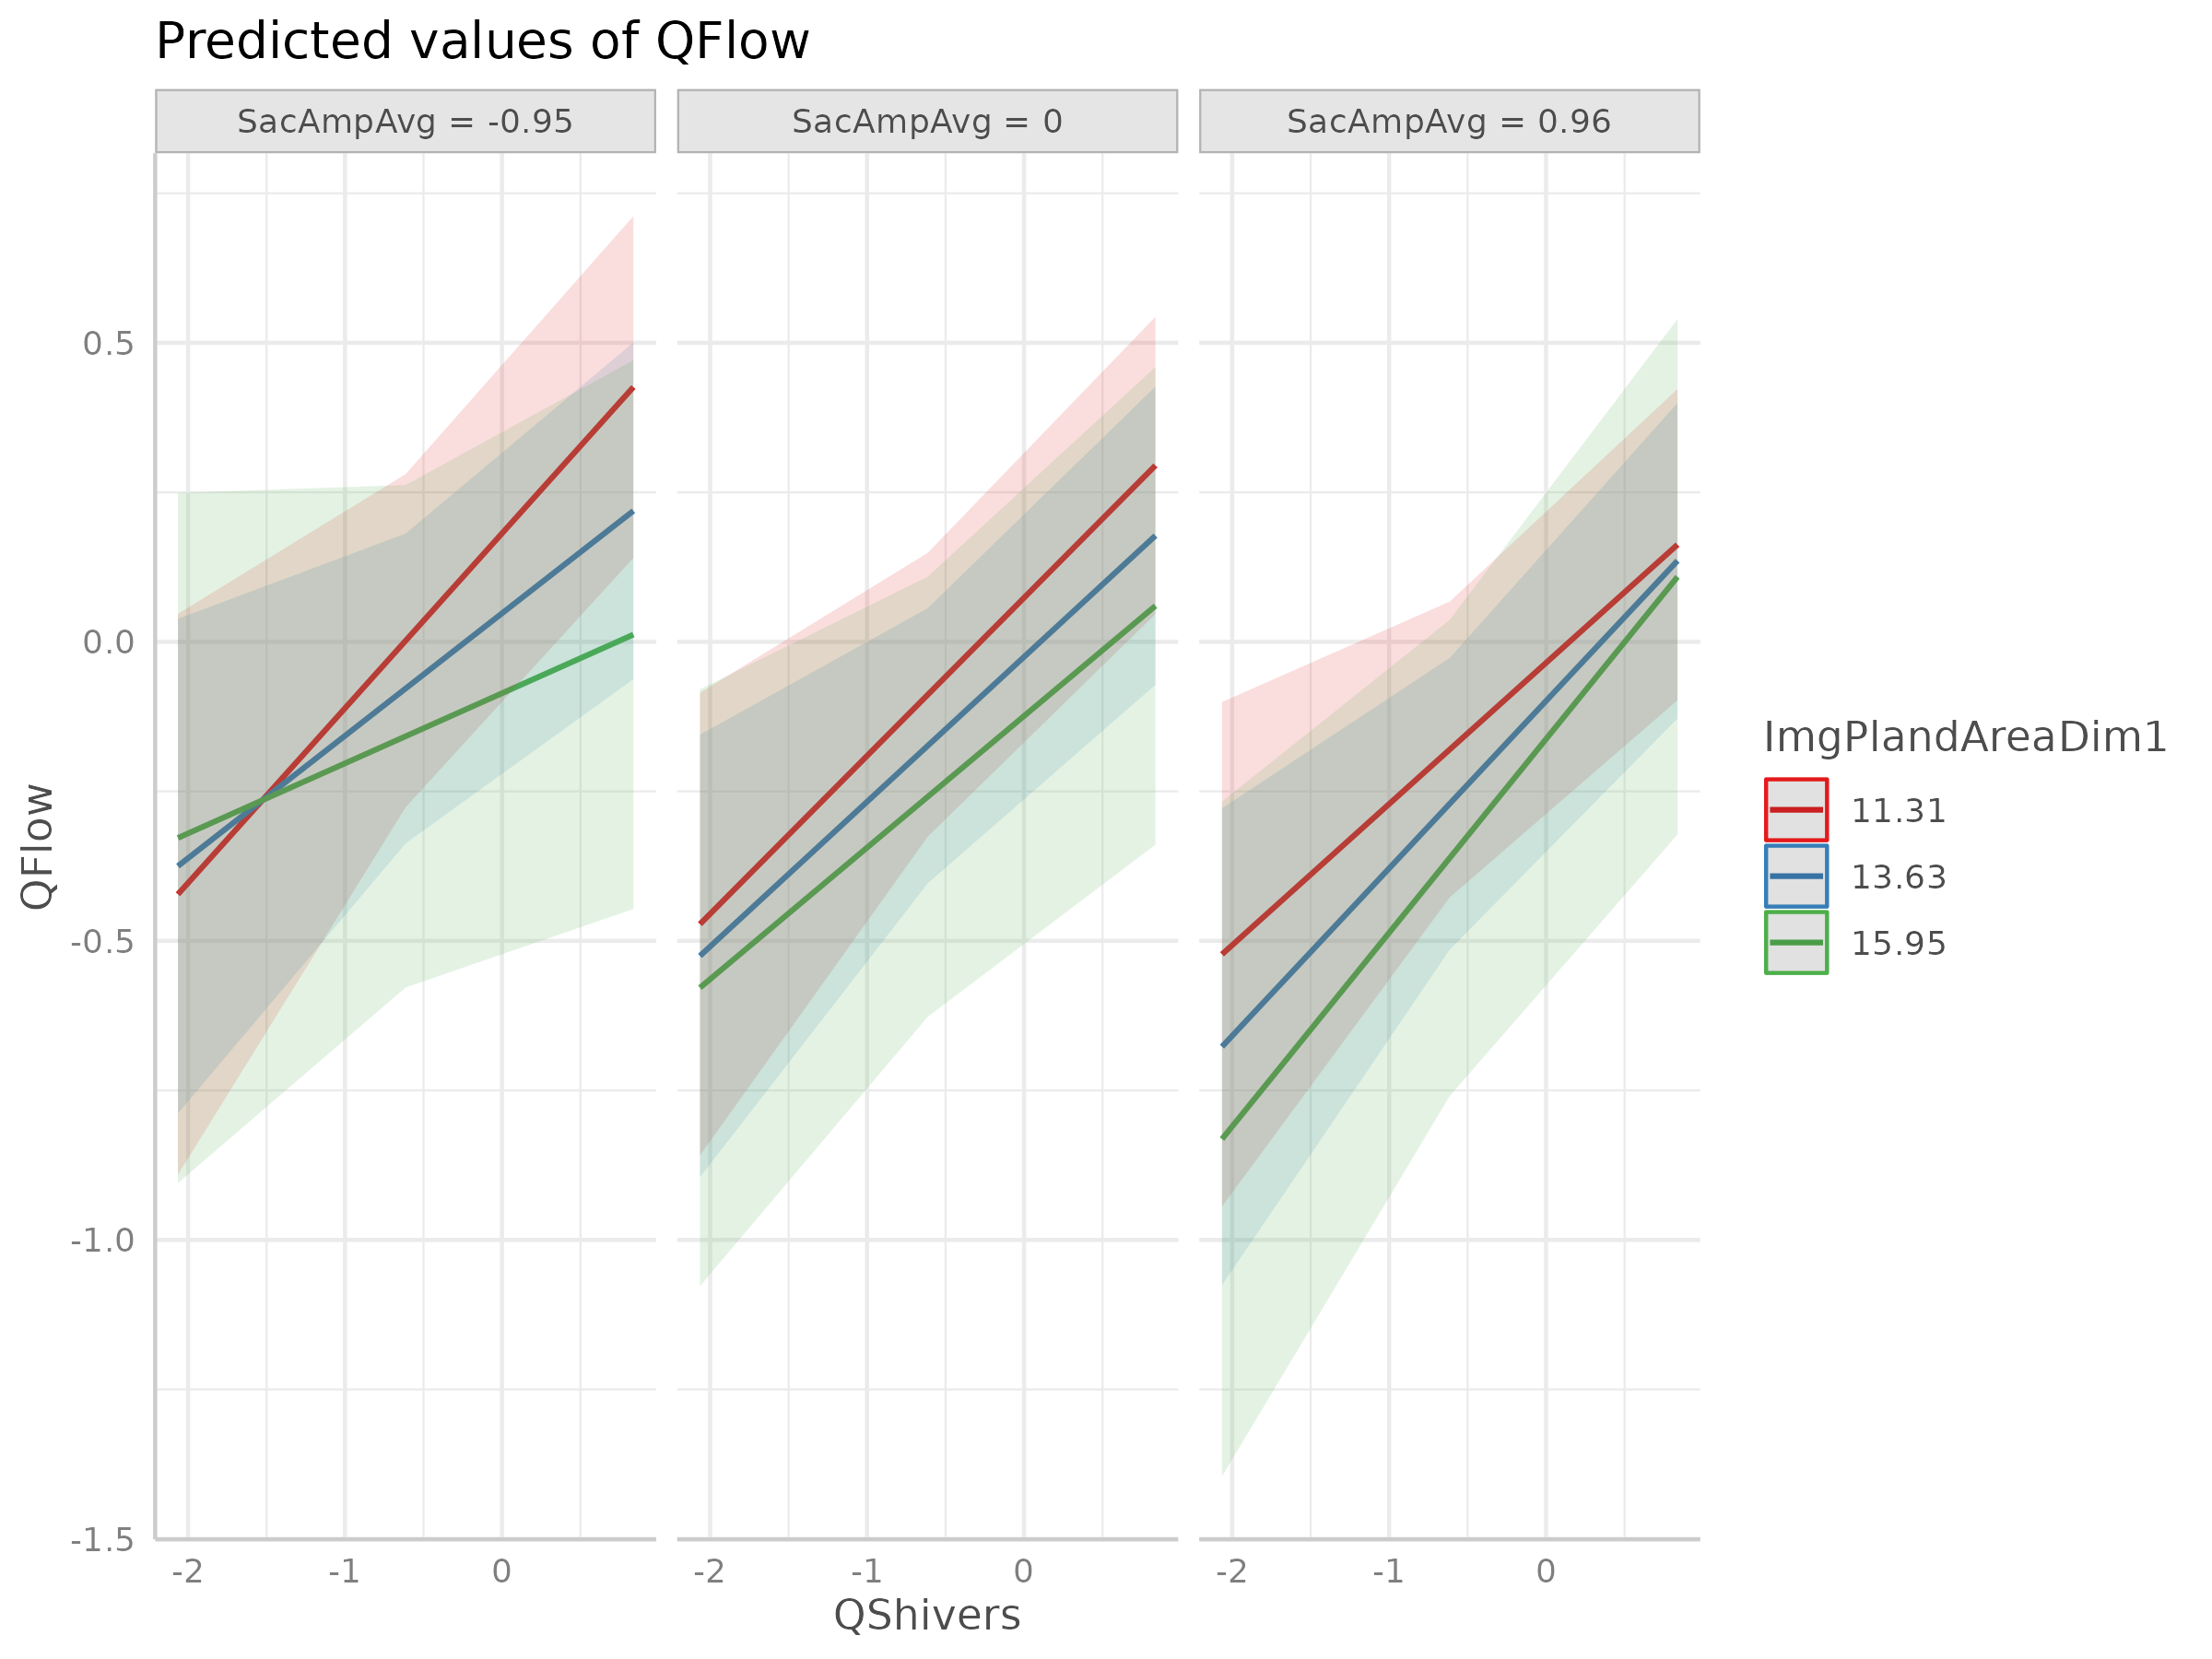 Predicted values of QFlow
SacAmpAvg = -0.95
SacAmpAvg = 0
SacAmpAvg = 0.96
0.5
0.0
-0.5
-1.0
-1.5
QFlow
-2 -1 0
-2 -1 0
-2 -1 0
QShivers
ImgPlandAreaDim1
11.31
13.63
15.95